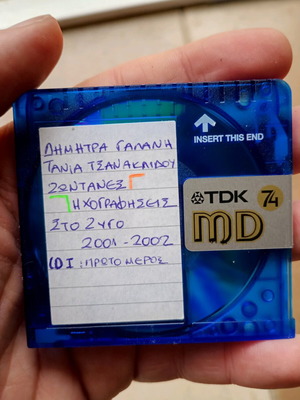 ΔΗΜΗΤΡΑ ΓΑΛΑΝΗ
ΤΑΝΙΑ ΤΣΑΝΑΚΛΙΔΟΥ
ΖΩΝΤΑΝΕΣ
ΗΧΟΓΡΑΦΗΣΕΙΣ
ΣΤΟ ΖΥΓΟ
2001-2002
CD I: ΠΡΩΤΟ ΜΕΡΟΣ
INSERT THIS END
TDK 74
MD